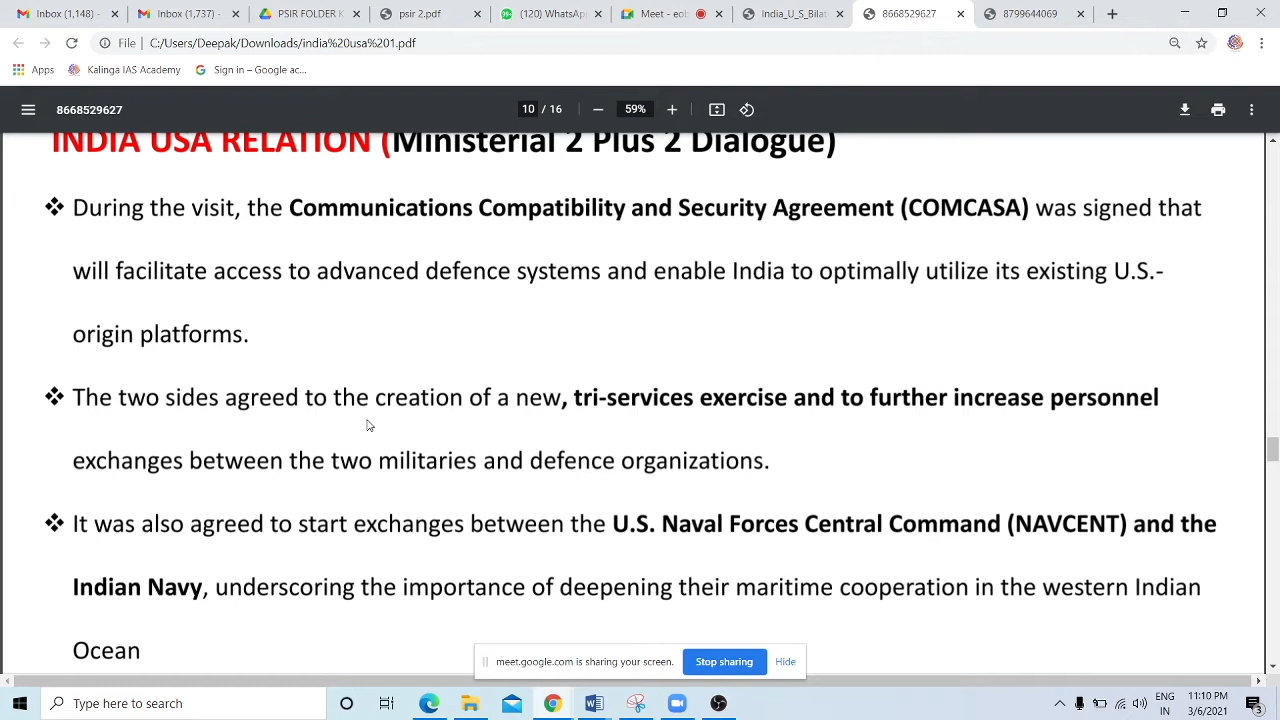 Inbox (148) - m
Inbox (1,737) - a
PSIR FOLDER K
psir 2.pdf
(120) WhatsApp
Meet - eob
India_U_S_Bilat
8668529627
8799644069
File | C:/Users/Deepak/Downloads/india%20usa%201.pdf
Apps Kalinga IAS Academy Sign in – Google ac...
8668529627 10 / 16 59%
INDIA USA RELATION (Ministerial 2 Plus 2 Dialogue)
❖ During the visit, the Communications Compatibility and Security Agreement (COMCASA) was signed that
will facilitate access to advanced defence systems and enable India to optimally utilize its existing U.S.-
origin platforms.
❖ The two sides agreed to the creation of a new, tri-services exercise and to further increase personnel
exchanges between the two militaries and defence organizations.
❖ It was also agreed to start exchanges between the U.S. Naval Forces Central Command (NAVCENT) and the
Indian Navy, underscoring the importance of deepening their maritime cooperation in the western Indian
Ocean
meet.google.com is sharing your screen. Stop sharing Hide
Type here to search
ENG 11:10 PM
IN 3/6/2021 3